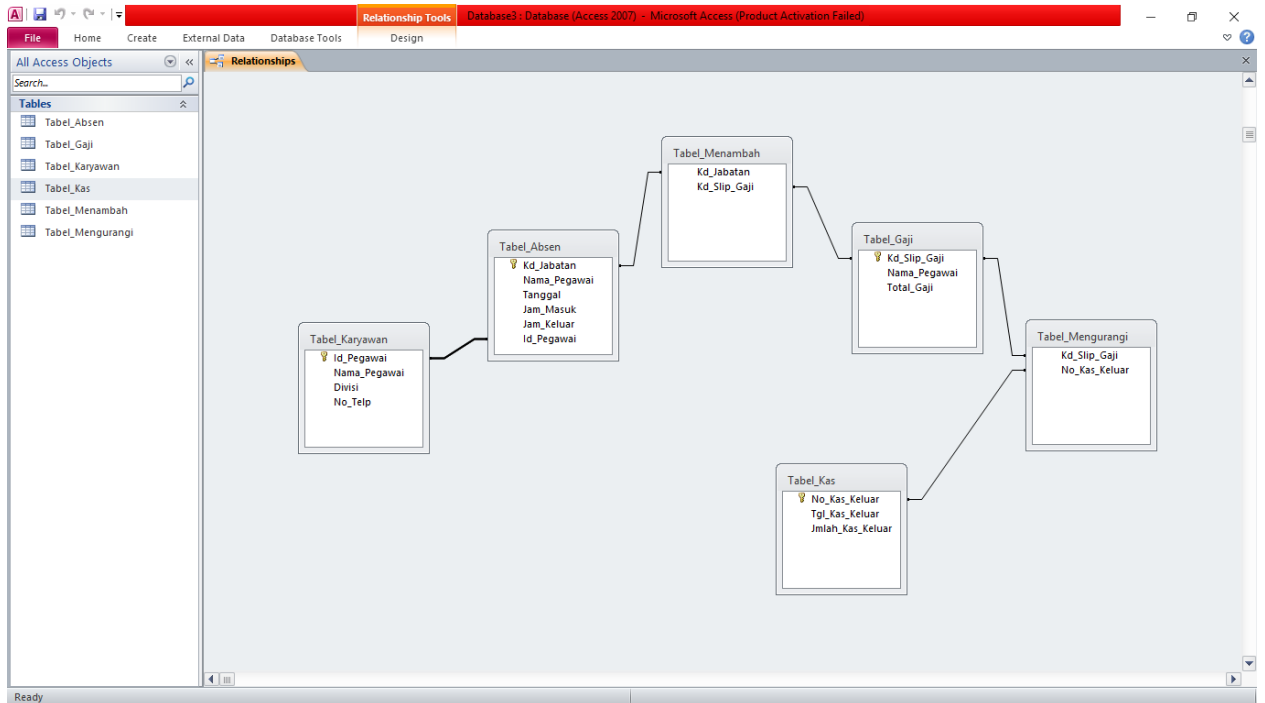 Relationship Tools
Database3 : Database (Access 2007) - Microsoft Access (Product Activation Failed)
File Home Create External Data Database Tools Design
All Access Objects
Relationships
Search...
Tables
Tabel_Absen
Tabel_Gaji
Tabel_Karyawan
Tabel_Kas
Tabel_Menambah
Tabel_Mengurangi
Tabel_Karyawan
Id_Pegawai
Nama_Pegawai
Divisi
No_Telp
Tabel_Absen
Kd_Jabatan
Nama_Pegawai
Tanggal
Jam_Masuk
Jam_Keluar
Id_Pegawai
Tabel_Menambah
Kd_Jabatan
Kd_Slip_Gaji
Tabel_Gaji
Kd_Slip_Gaji
Nama_Pegawai
Total_Gaji
Tabel_Mengurangi
Kd_Slip_Gaji
No_Kas_Keluar
Tabel_Kas
No_Kas_Keluar
Tgl_Kas_Keluar
Jmlah_Kas_Keluar
Ready